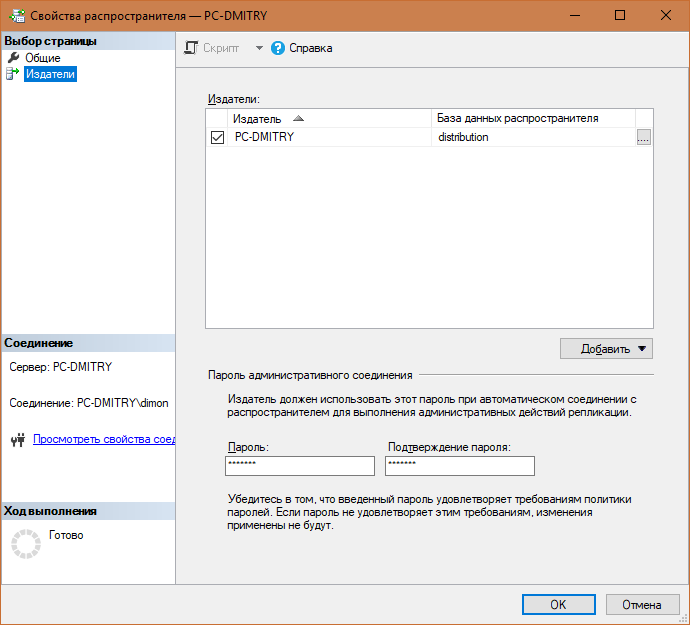 Свойства распространителя — PC-DMITRY
Выбор страницы
Общие
Издатели
Скрипт
Справка
Издатели:
Издатель База данных распространителя
PC-DMITRY distribution ....
Добавить
Соединение
Сервер: PC-DMITRY
Соединение: PC-DMITRY\dimon
Просмотреть свойства соед
Пароль административного соединения
Издатель должен использовать этот пароль при автоматическом соединении с
распространителем для выполнения административных действий репликации.
Пароль: Подтверждение пароля:
******* *******
Убедитесь в том, что введенный пароль удовлетворяет требованиям политики
паролей. Если пароль не удовлетворяет этим требованиям, изменения
применены не будут.
Ход выполнения
Готово
OK Отмена